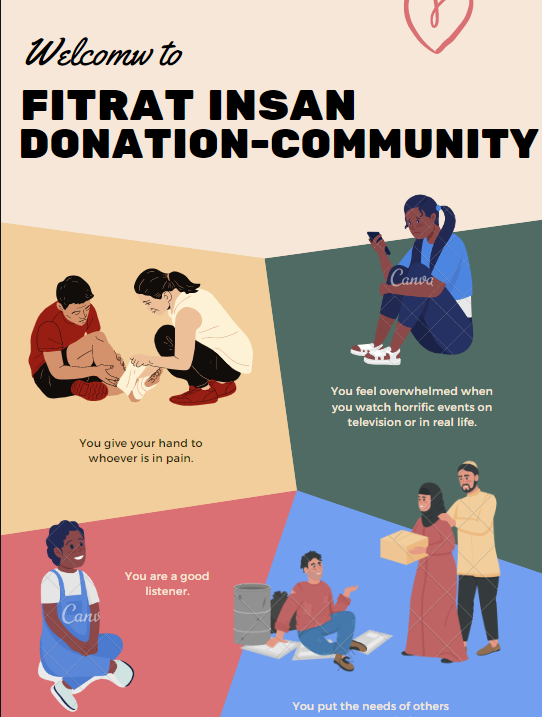 Welcomw to
FITRAT INSAN
DONATION-COMMUNITY
Canva
You feel overwhelmed when
you watch horrific events on
television or in real life.
You give your hand to
whoever is in pain.
You are a good
listener.
Canv
You put the needs of others